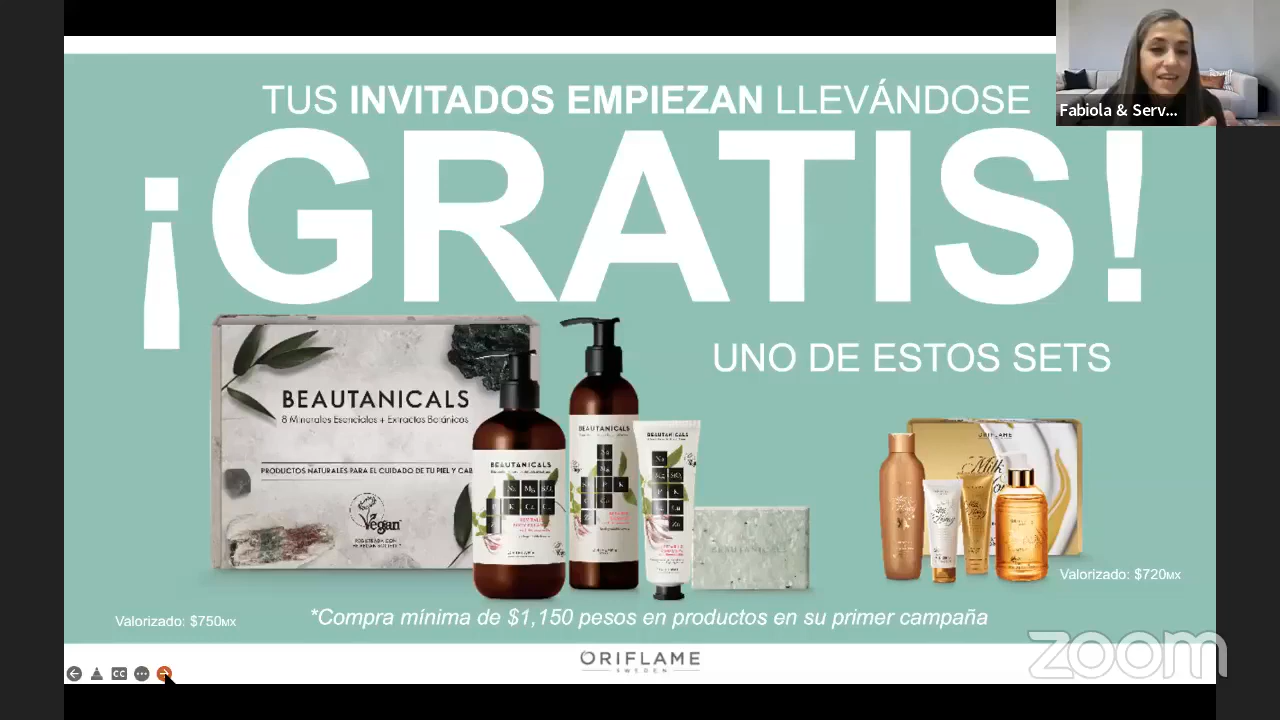 TUS INVITADOS EMPIEZAN LLEVÁNDOSE
Fabiola & Serv...
¡GRATIS!
UNO DE ESTOS SETS
BEAUTANICALS
8 Minerales Esenciales + Extractos Botánicos
PRODUCTOS NATURALES PARA EL CUIDADO DE TU PIEL Y CAB
Vegan
BEAUTANICALS
BEAUTANICALS
BEAUTANICALS
BEAUTANICALS
ORIFLAME
Valorizado: $720MX
Valorizado: $750MX
*Compra mínima de $1,150 pesos en productos en su primer campaña
ORIFLAME
SWEDEN
zoom
CC